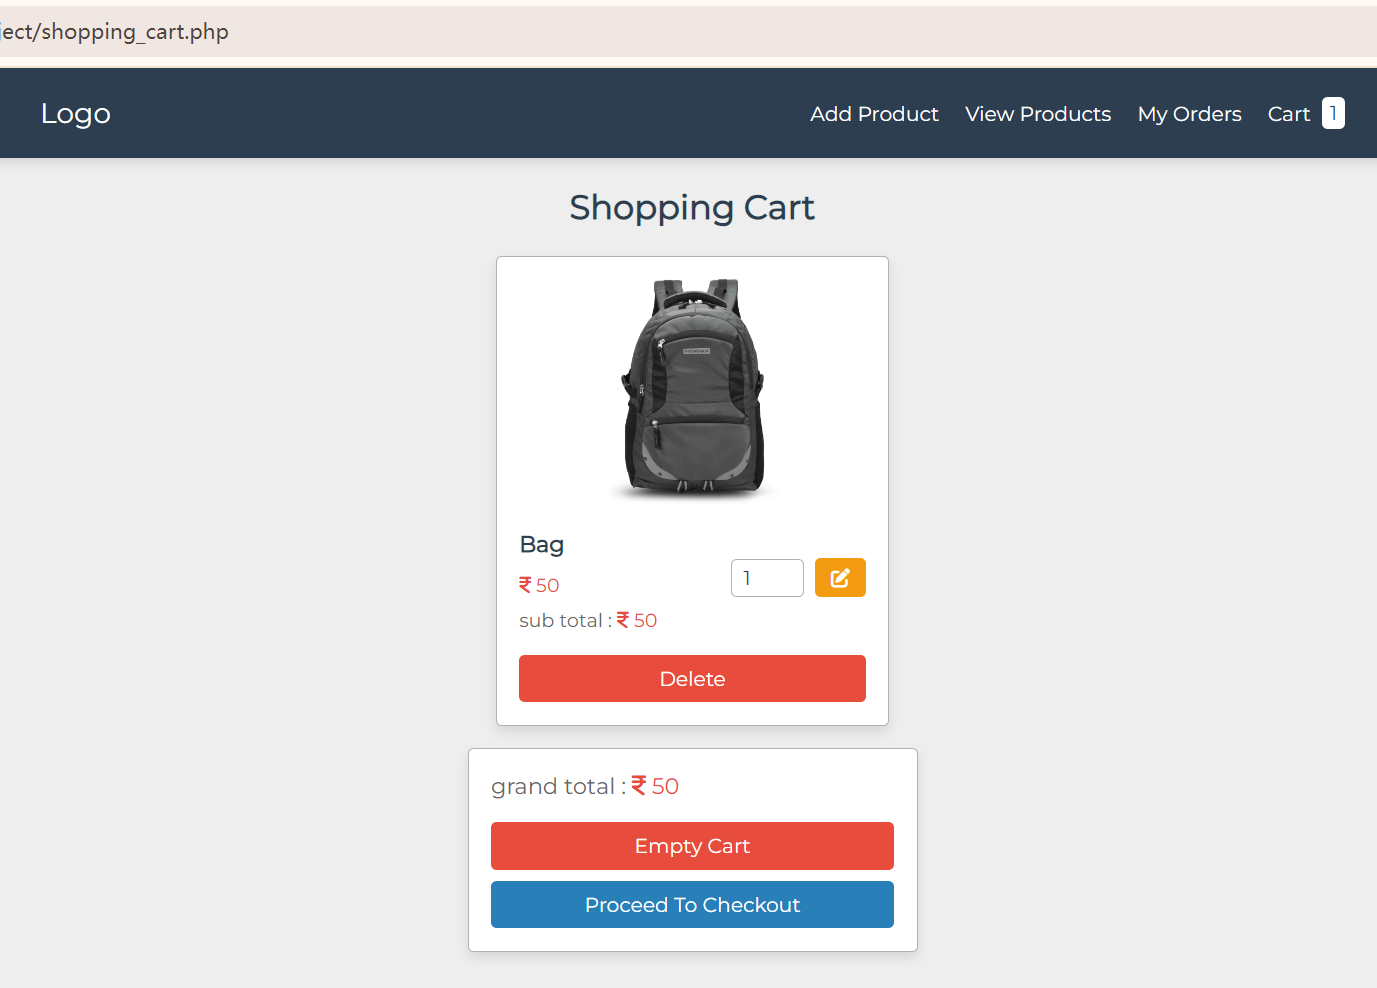 ject/shopping_cart.php
Logo
Add Product View Products My Orders Cart 1
Shopping Cart
Bag
₹ 50
1
sub total : ₹ 50
Delete
grand total : ₹ 50
Empty Cart
Proceed To Checkout